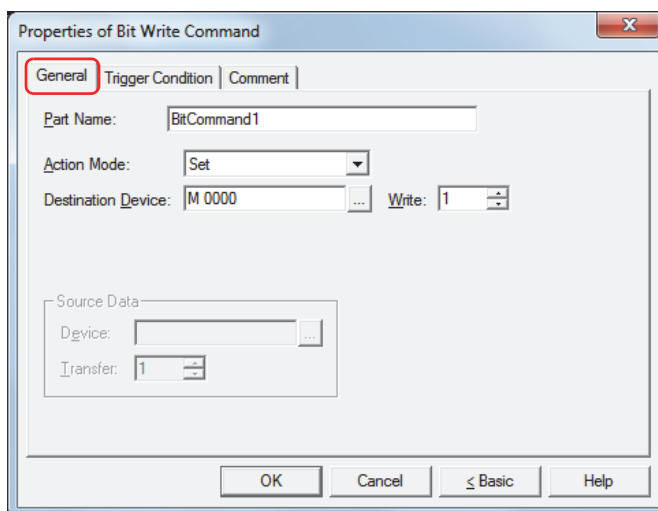 Properties of Bit Write Command
General Trigger Condition Comment
Part Name: BitCommand1
Action Mode: Set
Destination Device: M 0000 ... Write: 1
Source Data
Device: ...
Transfer: 1
OK Cancel < Basic Help